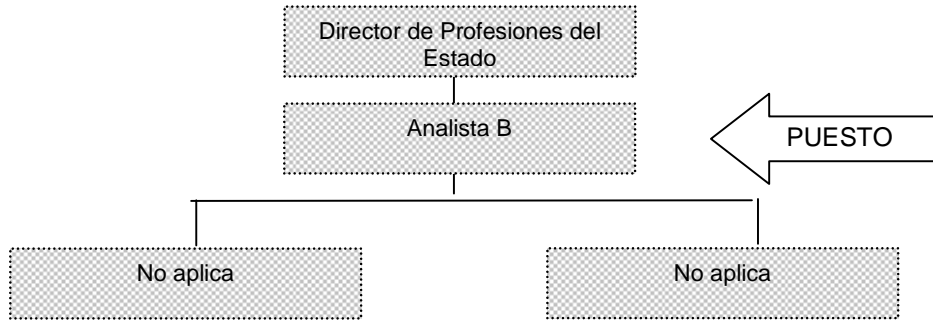 Director de Profesiones del
Estado
Analista B
PUESTO
No aplica
No aplica